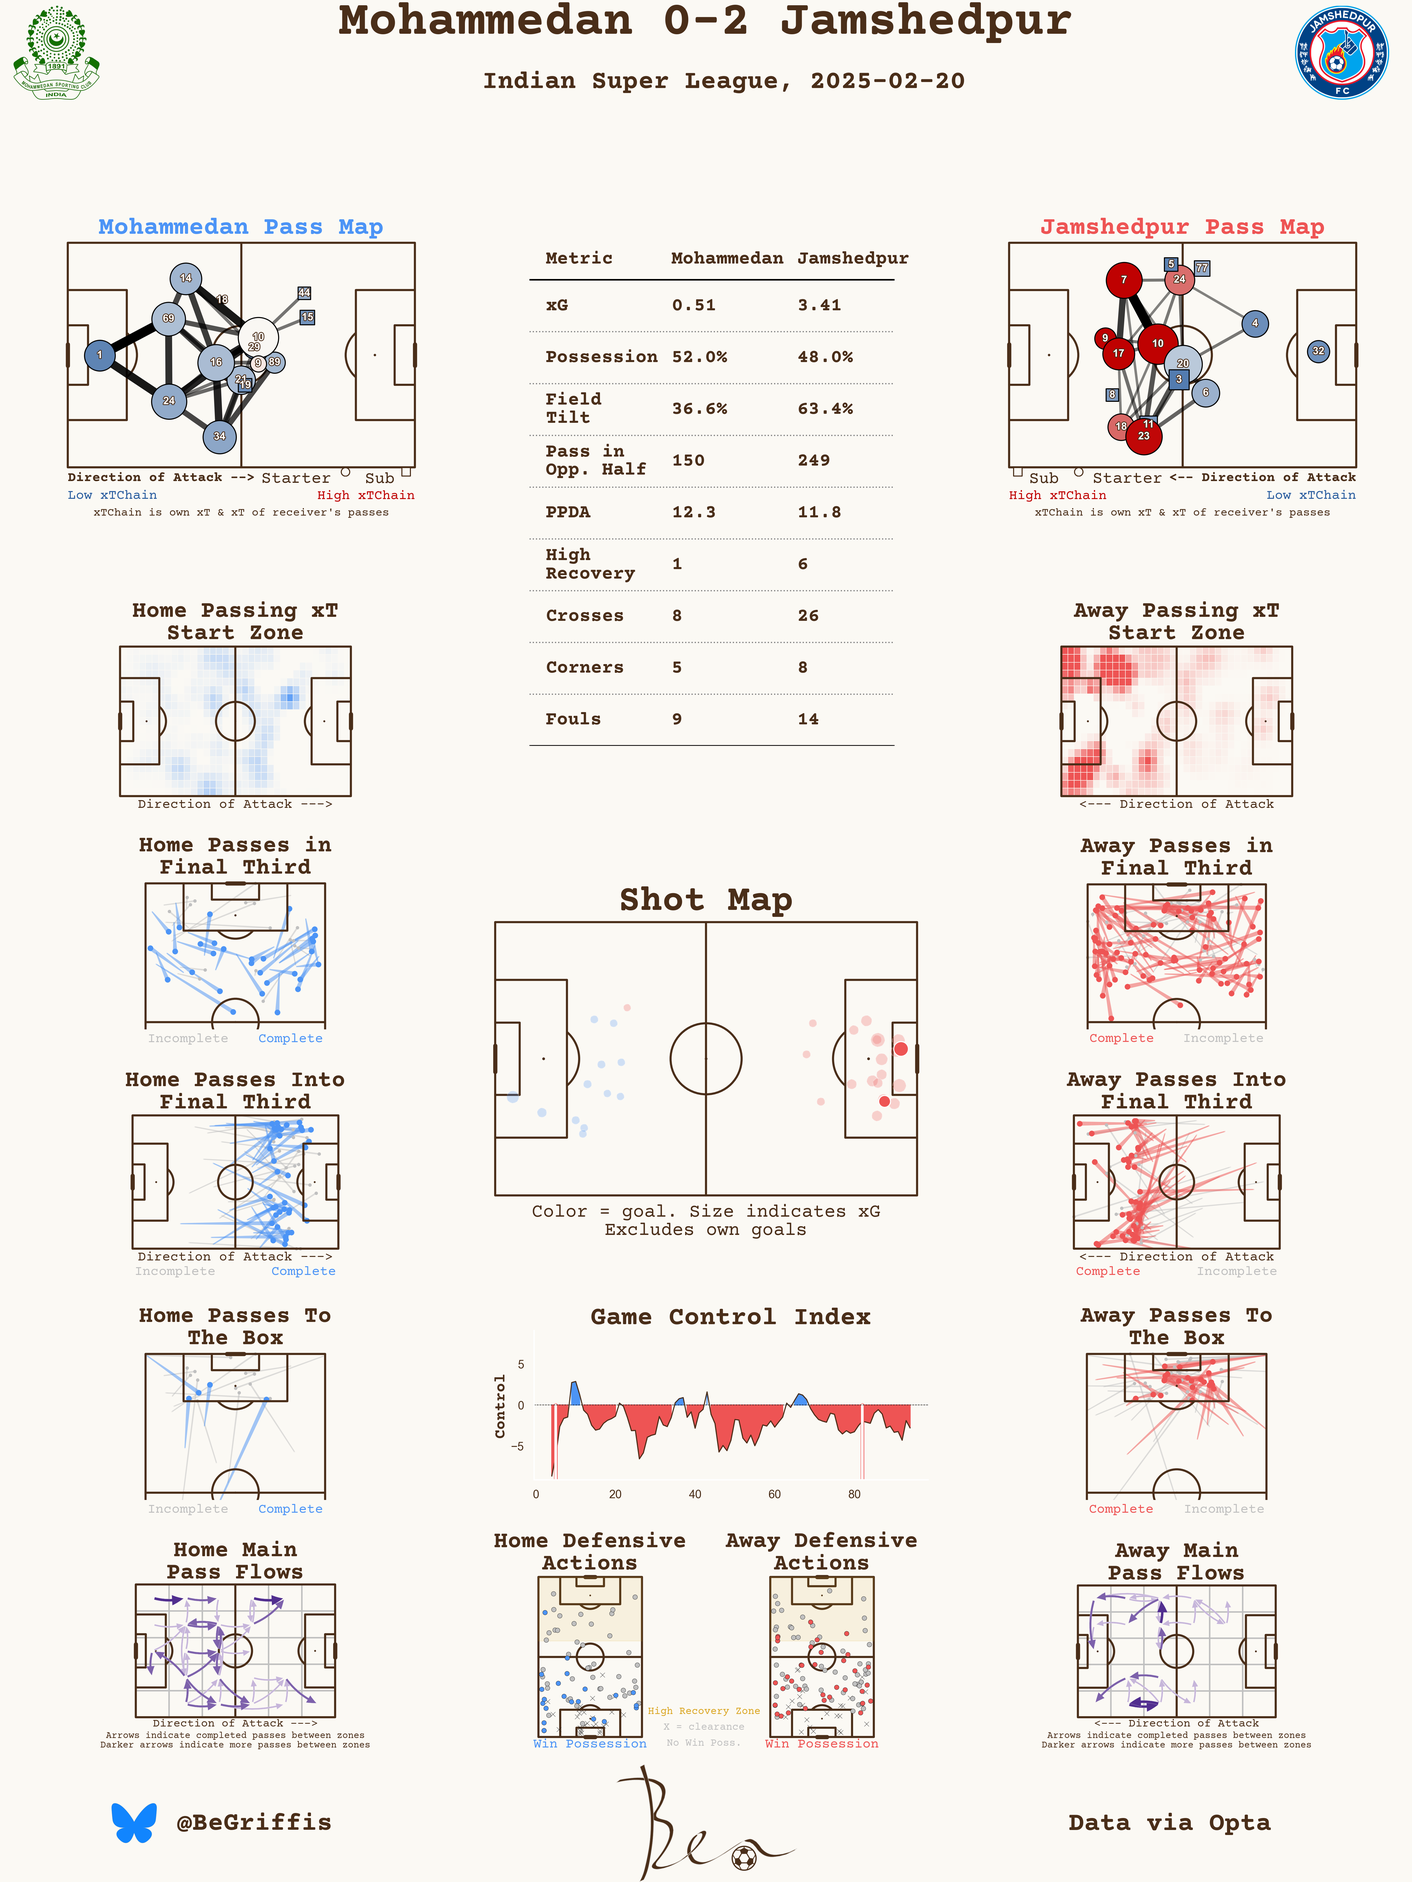 Mohammedan 0-2 Jamshedpur
Indian Super League, 2025-02-20
1891
MOHAMMEDAN SPORTING CLUB
INDIA
JAMSHEDPUR
FC
Mohammedan Pass Map
14
18
44
15
69
10
29
1
16
9
89
21
19
24
34
Direction of Attack --> Starter Sub
Low xTChain High xTChain
xTChain is own xT & xT of receiver's passes
Metric Mohammedan Jamshedpur
xG 0.51 3.41
Possession 52.0% 48.0%
Field
Tilt 36.6% 63.4%
Pass in
Opp. Half 150 249
PPDA 12.3 11.8
High
Recovery 1 6
Crosses 8 26
Corners 5 8
Fouls 9 14
Jamshedpur Pass Map
5
77
7
24
4
9
10
17
32
20
3
8
6
18
11
23
Sub Starter <-- Direction of Attack
High xTChain Low xTChain
xTChain is own xT & xT of receiver's passes
Home Passing xT
Start Zone
Direction of Attack --->
Away Passing xT
Start Zone
<--- Direction of Attack
Home Passes in
Final Third
Incomplete Complete
Away Passes in
Final Third
Complete Incomplete
Shot Map
Color = goal. Size indicates xG
Excludes own goals
Home Passes Into
Final Third
Direction of Attack --->
Incomplete Complete
Away Passes Into
Final Third
<--- Direction of Attack
Complete Incomplete
Home Passes To
The Box
Incomplete Complete
Game Control Index
Control
5
0
−5
0 20 40 60 80
Away Passes To
The Box
Complete Incomplete
Home Main
Pass Flows
Direction of Attack --->
Arrows indicate completed passes between zones
Darker arrows indicate more passes between zones
Home Defensive
Actions
Win Possession
High Recovery Zone
X = clearance
No Win Poss.
Away Defensive
Actions
Win Possession
Away Main
Pass Flows
<--- Direction of Attack
Arrows indicate completed passes between zones
Darker arrows indicate more passes between zones
@BeGriffis
Ben
Data via Opta